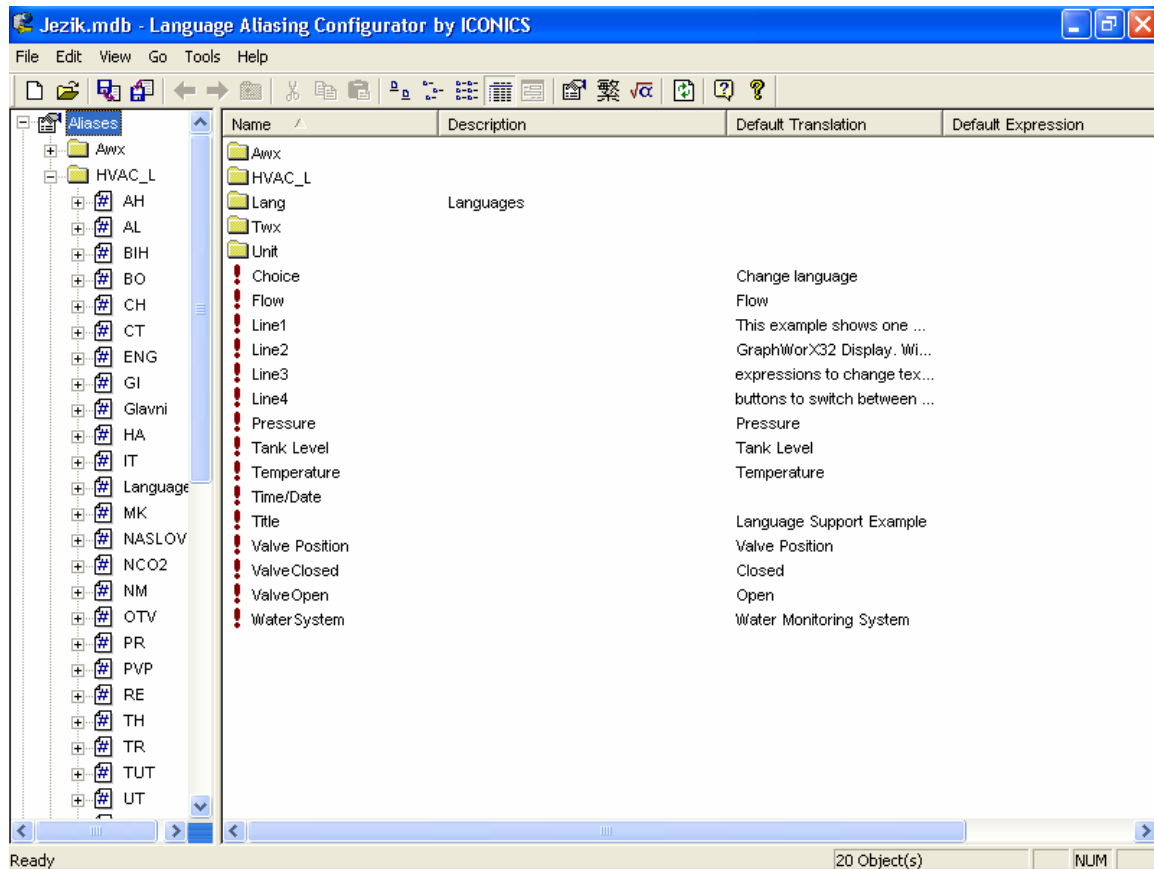 Jezik.mdb - Language Aliasing Configurator by ICONICS
File Edit View Go Tools Help
繁 √α
Aliases
Awx
HVAC_L
AH
AL
BIH
BO
CH
CT
ENG
GI
Glavni
HA
IT
Language
MK
NASLOV
NCO2
NM
OTV
PR
PVP
RE
TH
TR
TUT
UT
Name Description Default Translation Default Expression
Awx
HVAC_L
Lang Languages
Twx
Unit
Choice Change language
Flow Flow
Line1 This example shows one ...
Line2 GraphWorX32 Display. Wi...
Line3 expressions to change tex...
Line4 buttons to switch between ...
Pressure Pressure
Tank Level Tank Level
Temperature Temperature
Time/Date
Title Language Support Example
Valve Position Valve Position
ValveClosed Closed
ValveOpen Open
WaterSystem Water Monitoring System
Ready 20 Object(s) NUM